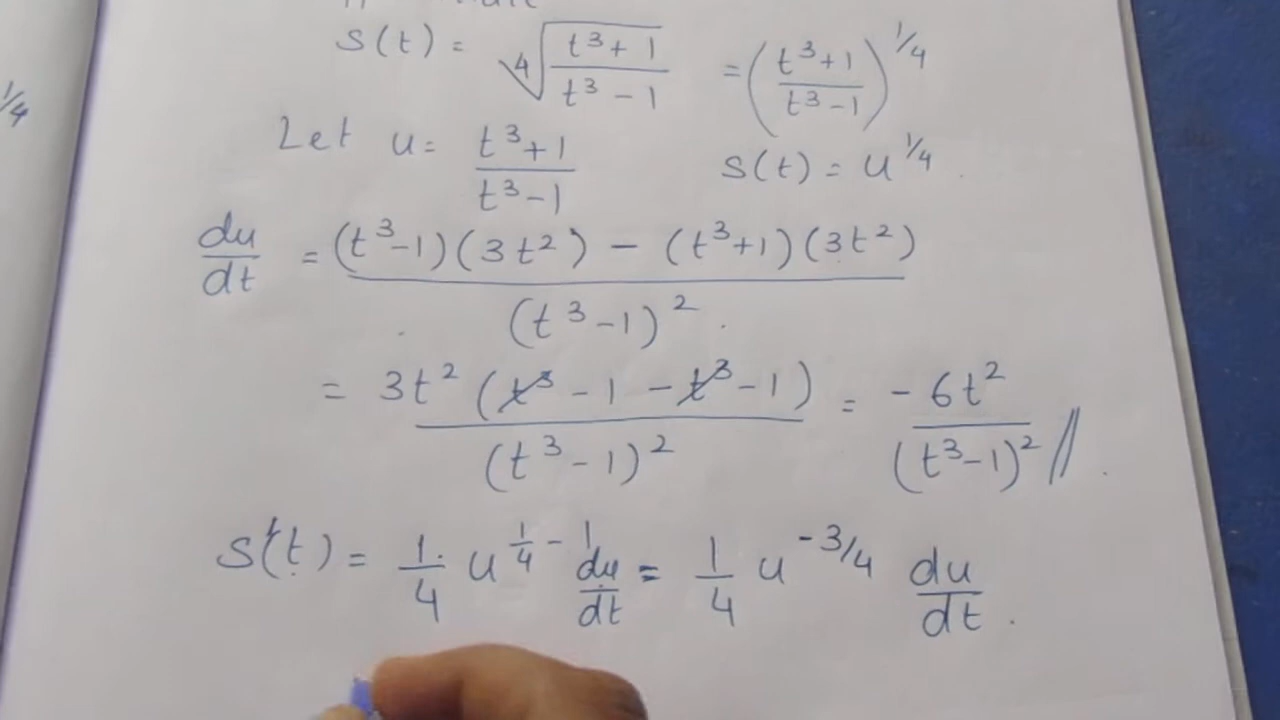 S(t) = ∜((t³+1)/(t³-1)) = ((t³+1)/(t³-1))^(1/4)
Let u = (t³+1)/(t³-1) S(t) = u^(1/4).
du/dt = ((t³-1)(3t²) - (t³+1)(3t²))/(t³-1)².
= 3t²(t³-1-t³-1)/(t³-1)² = -6t²/(t³-1)² //
S'(t) = 1/4 u^(1/4 - 1) du/dt = 1/4 u^(-3/4) du/dt.
1/4